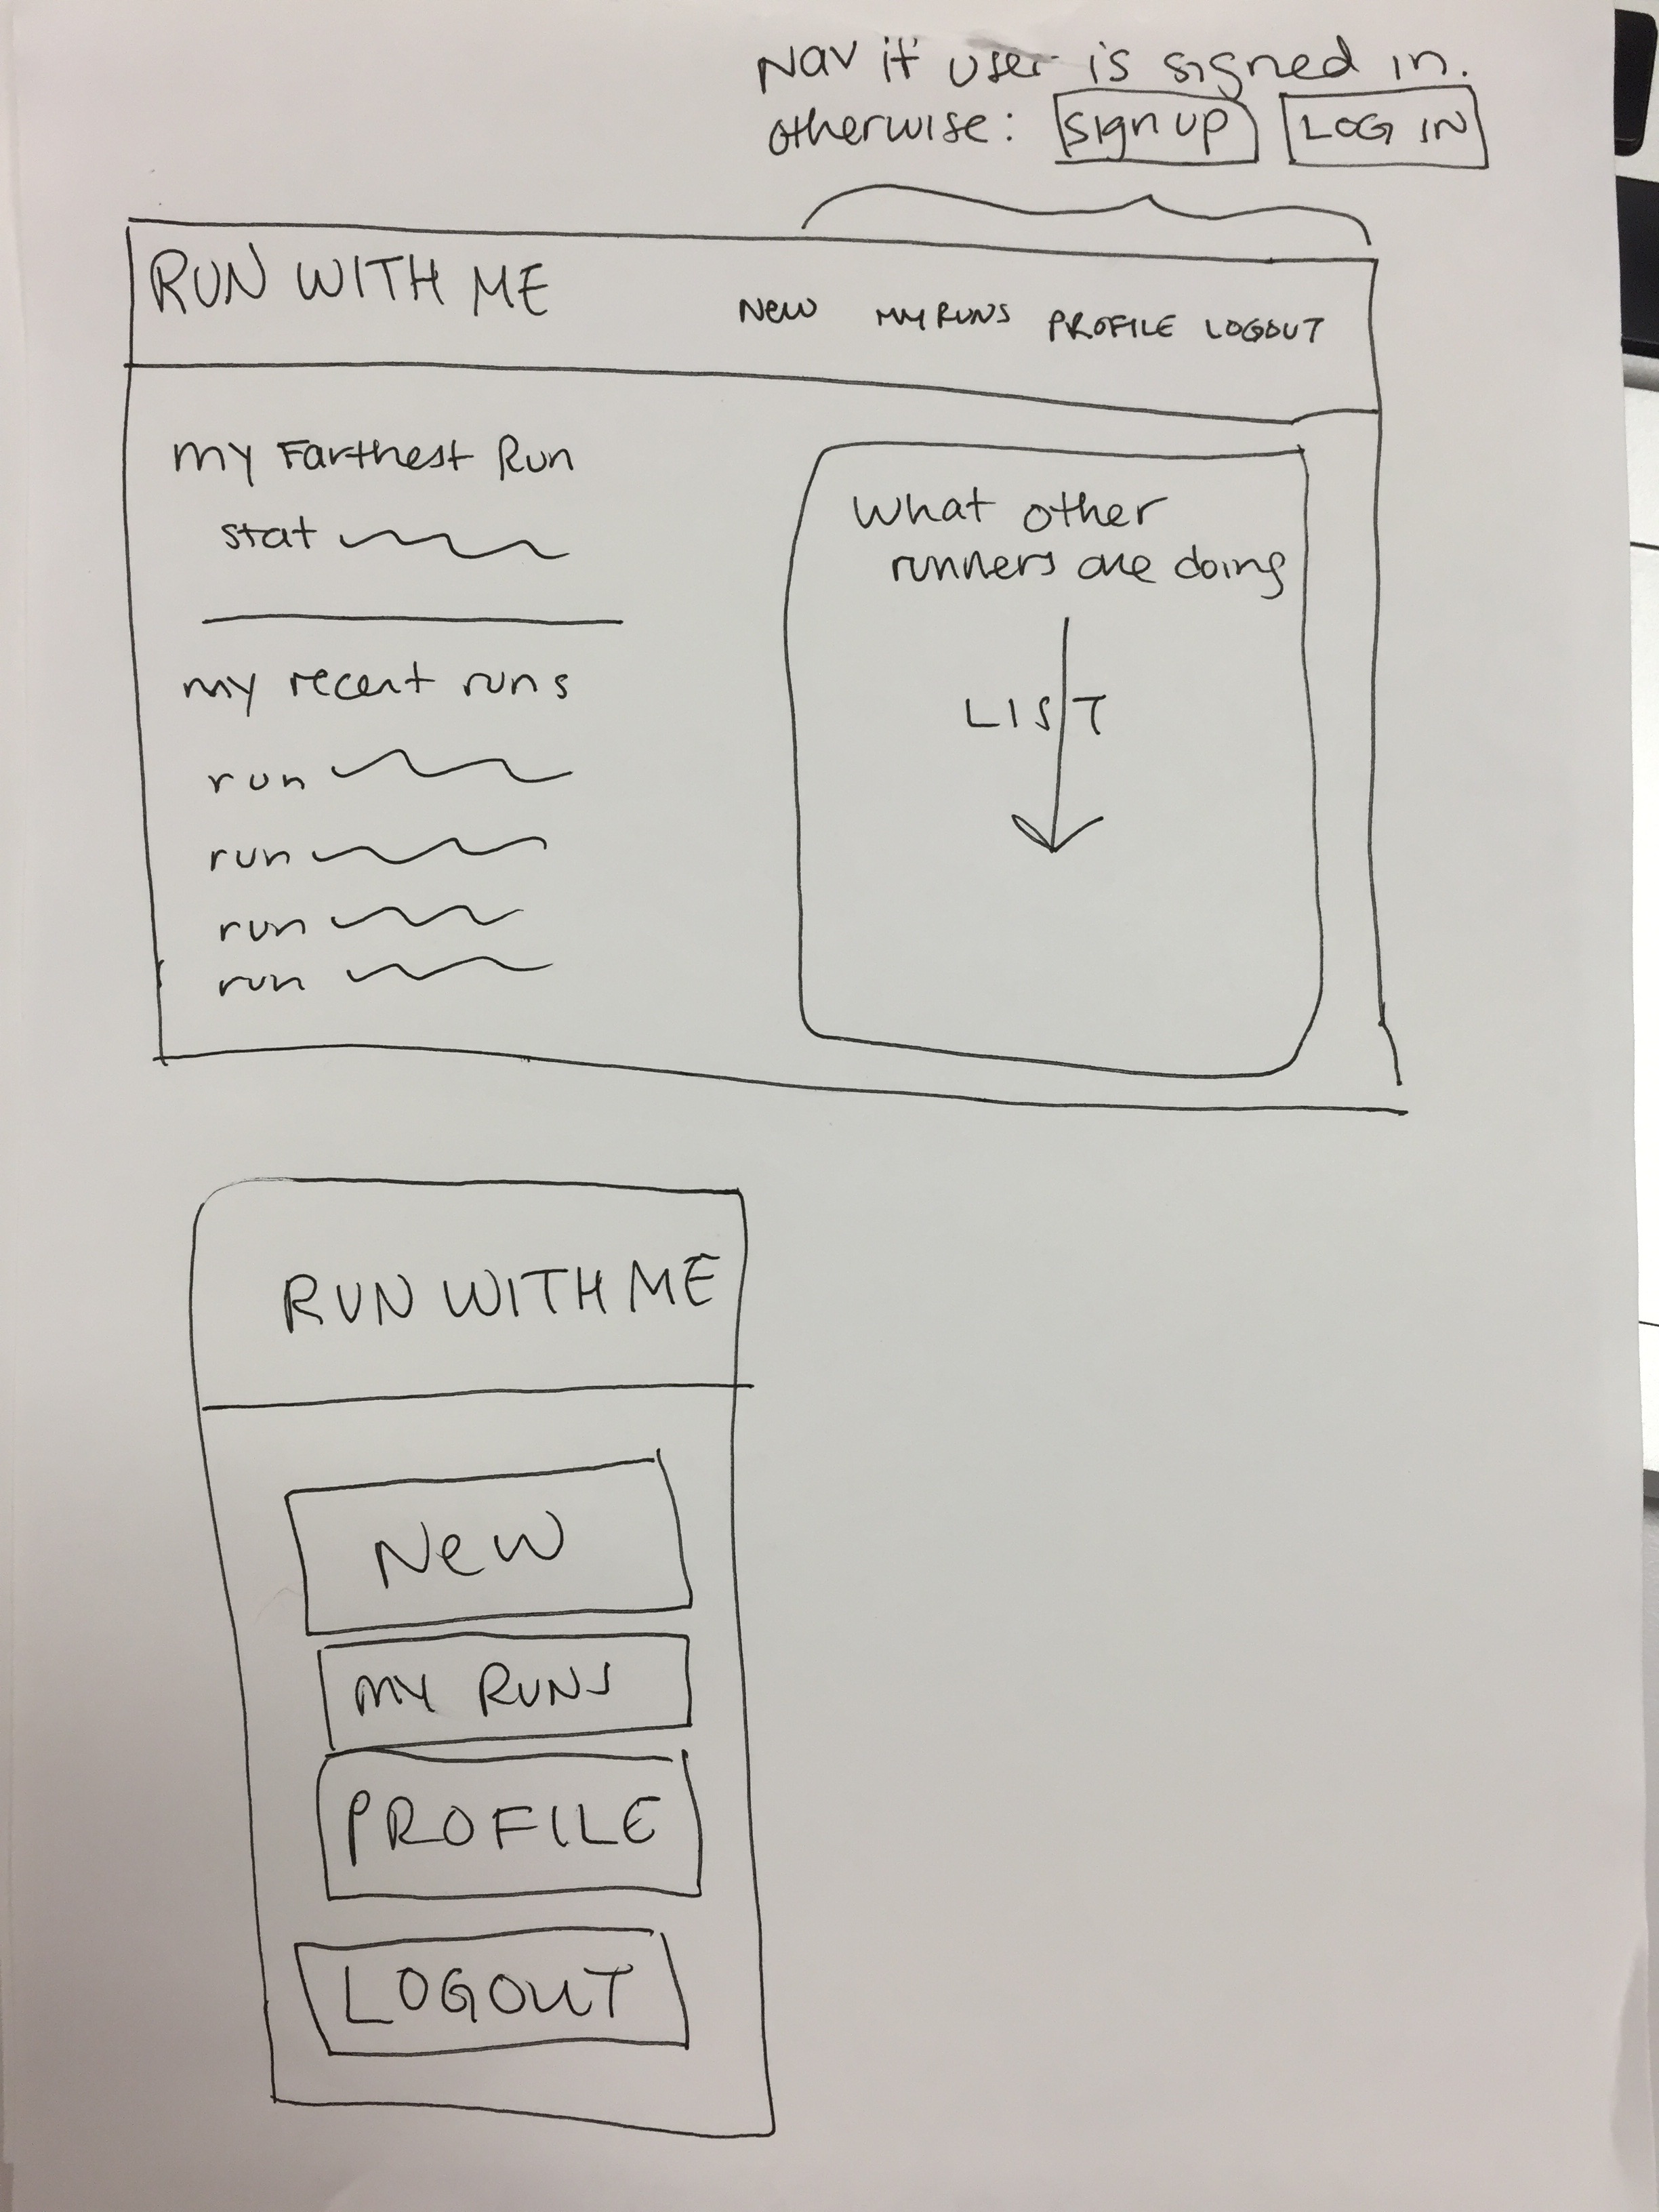 Nav if user is signed in.
otherwise: sign up LOG IN
RUN WITH ME
New MY RUNS PROFILE LOGOUT
my Farthest Run
stat
my recent runs
run
run
run
run
What other
runners are doing
LIST
RUN WITH ME
New
MY RUNS
PROFILE
LOGOUT